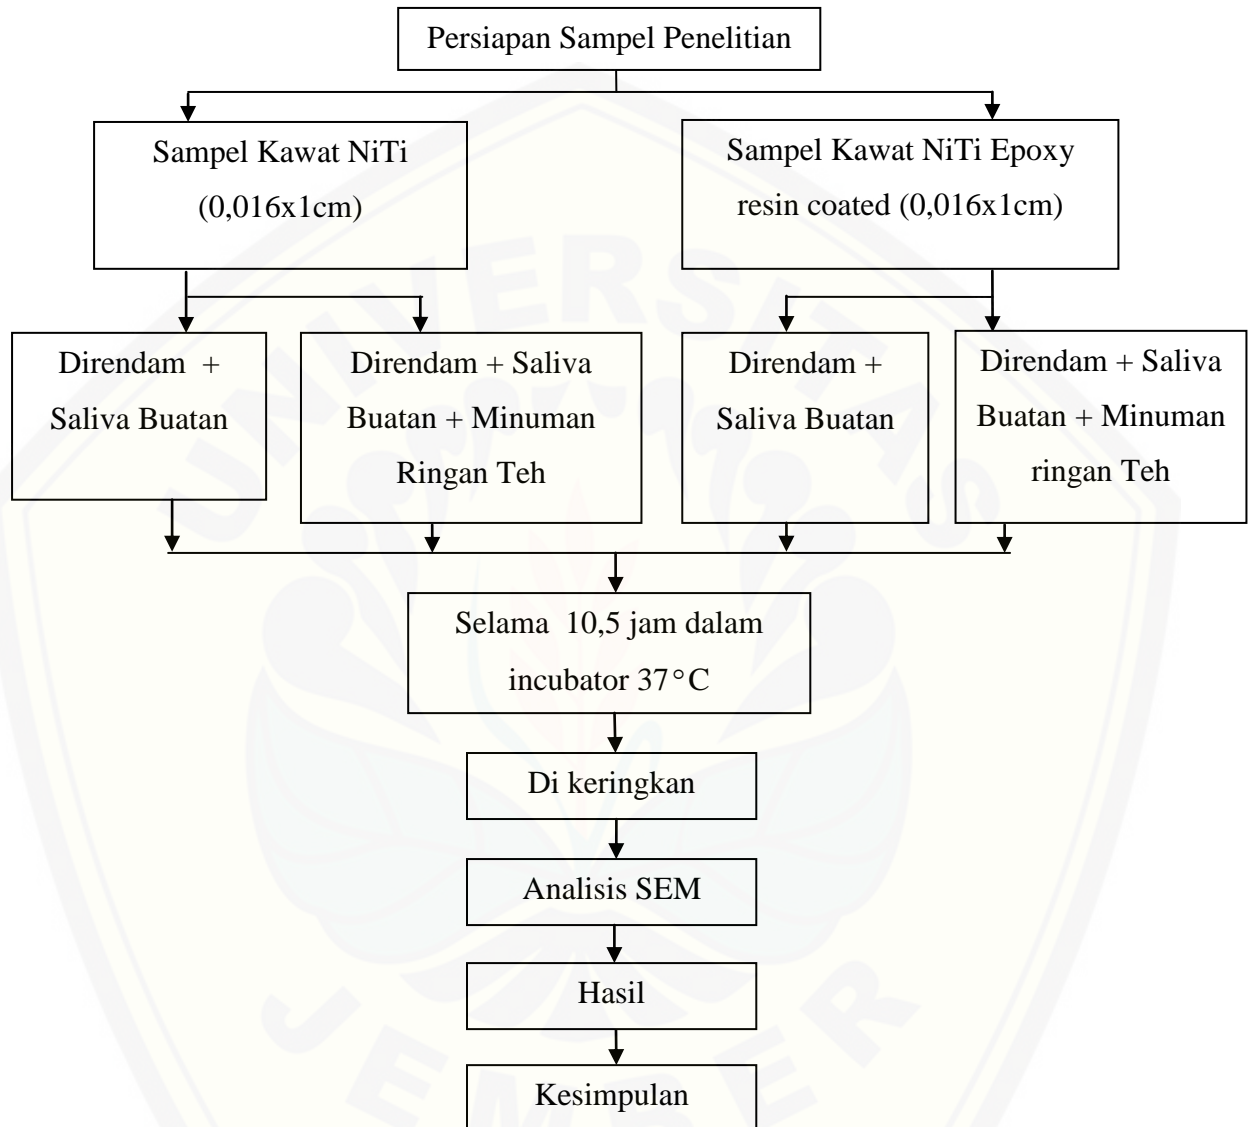 Persiapan Sampel Penelitian
Sampel Kawat NiTi
(0,016x1cm)
Sampel Kawat NiTi Epoxy
resin coated (0,016x1cm)
Direndam +
Saliva Buatan
Direndam + Saliva
Buatan + Minuman
Ringan Teh
Direndam +
Saliva Buatan
Direndam + Saliva
Buatan + Minuman
ringan Teh
Selama 10,5 jam dalam
incubator 37°C
Di keringkan
Analisis SEM
Hasil
Kesimpulan
UNIVERSITAS
JEMBER